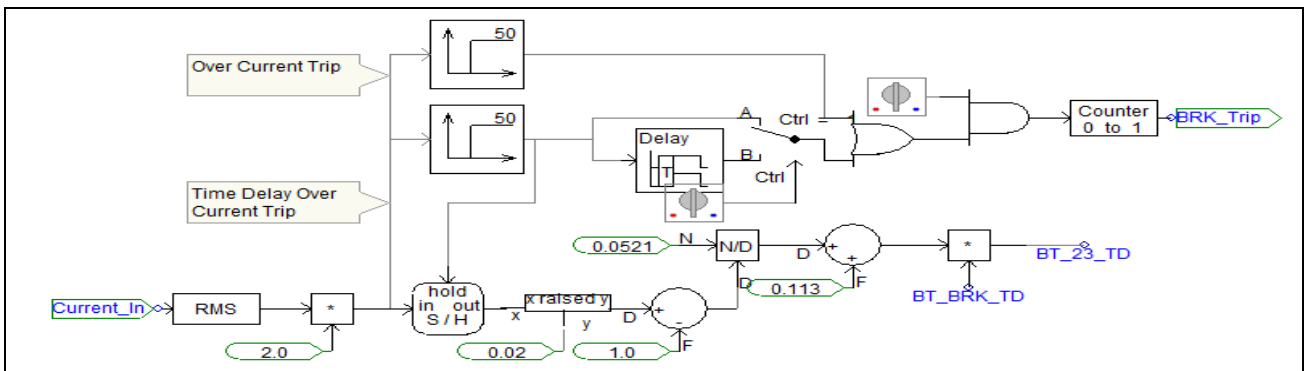 50
Over Current Trip
Ctrl =
Counter
0 to 1
BRK_Trip
50
A
Delay
T
B
Ctrl
Time Delay Over
Current Trip
0.0521
N
N/D
D
+
+
*
BT_23_TD
D
0.113
F
BT_BRK_TD
Current_In
RMS
*
hold
in out
S / H
x raised y
x
y
D
+
-
F
2.0
0.02
1.0